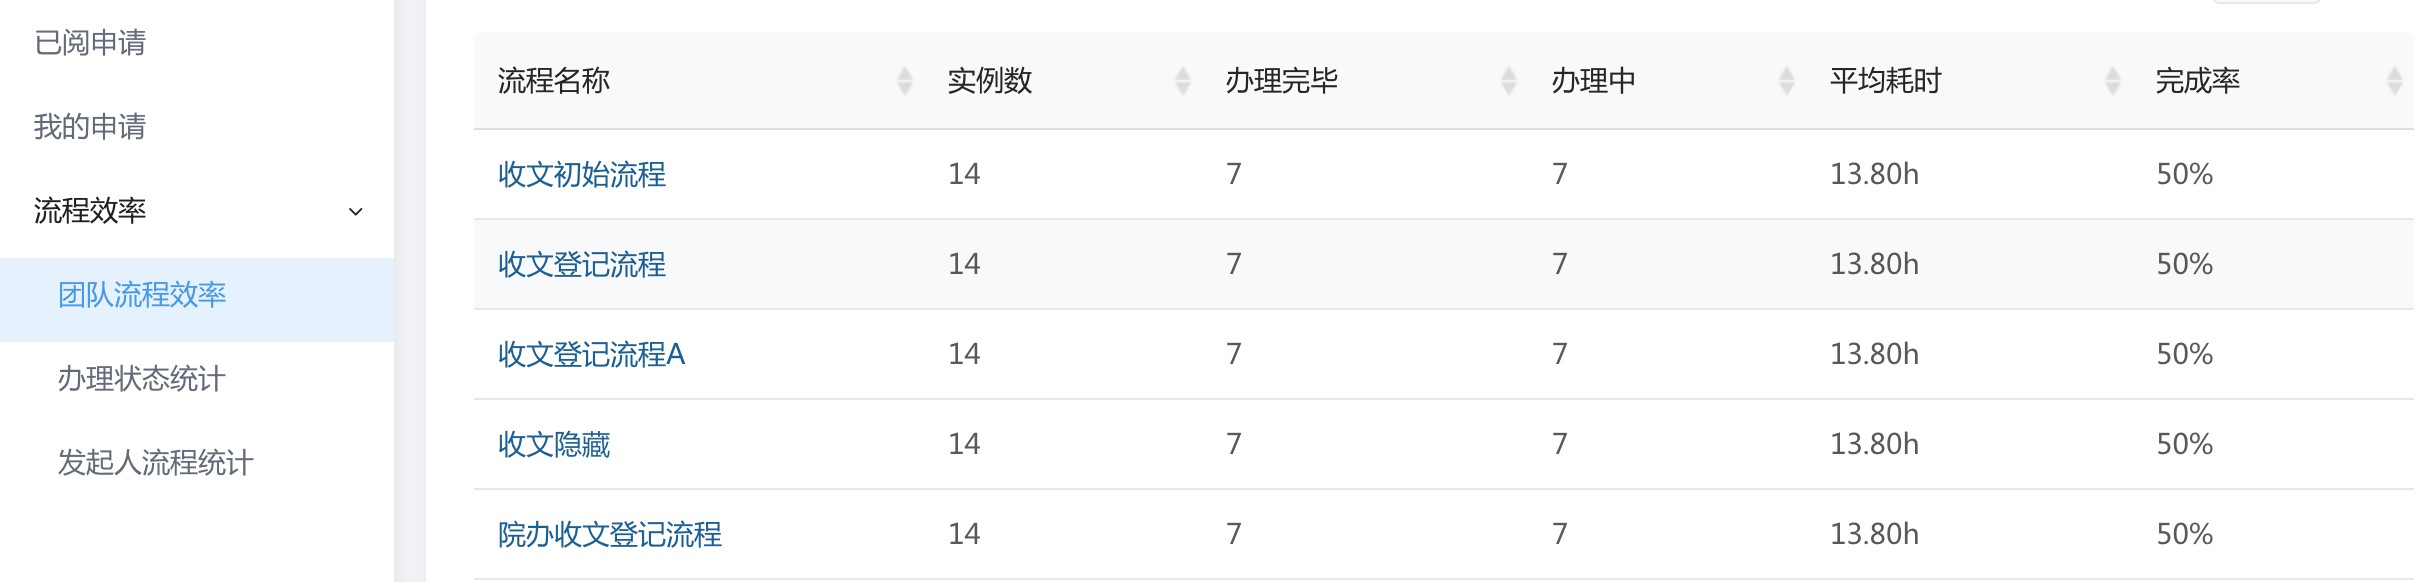 已阅申请
我的申请
流程效率
团队流程效率
办理状态统计
发起人流程统计
流程名称 实例数 办理完毕 办理中 平均耗时 完成率
收文初始流程 14 7 7 13.80h 50%
收文登记流程 14 7 7 13.80h 50%
收文登记流程A 14 7 7 13.80h 50%
收文隐藏 14 7 7 13.80h 50%
院办收文登记流程 14 7 7 13.80h 50%